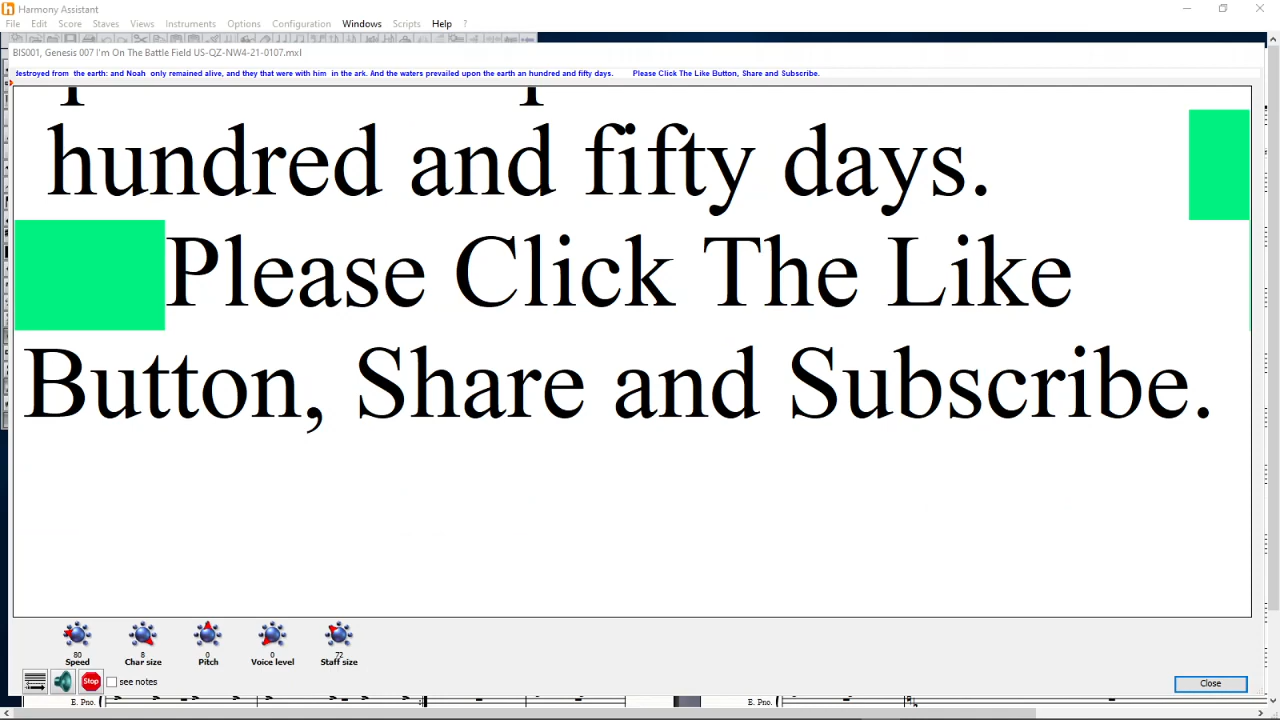 Harmony Assistant
File Edit Score Staves Views Instruments Options Configuration Windows Scripts Help ?
BIS001, Genesis 007 I'm On The Battle Field US-QZ-NW4-21-0107.mxl
destroyed from the earth: and Noah only remained alive, and they that were with him in the ark. And the waters prevailed upon the earth an hundred and fifty days. Please Click The Like Button, Share and Subscribe.
hundred and fifty days.
Please Click The Like
Button, Share and Subscribe.
80 8 0 0 72
Speed Char size Pitch Voice level Staff size
Stop see notes Close
E. Pno. E. Pno.